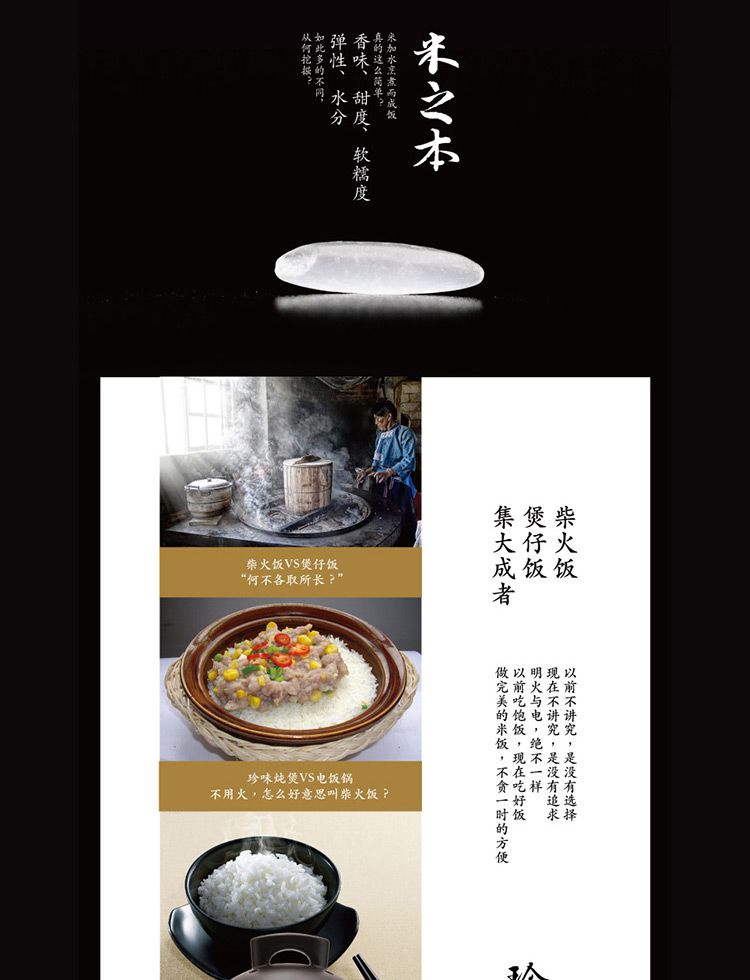 米之本
米加水烹煮而成饭
真的这么简单？
香味、甜度、软糯度
弹性、水分
如此多的不同，
从何挖掘？
柴火饭VS煲仔饭
“何不各取所长？”
柴火饭
煲仔饭
集大成者
以前不讲究，是没有选择
现在不讲究，是没有追求
明火与电，绝不一样
以前吃饱饭，现在吃好饭
做完美的米饭，不贪一时的方便
珍味炖煲VS电饭锅
不用火，怎么好意思叫柴火饭？